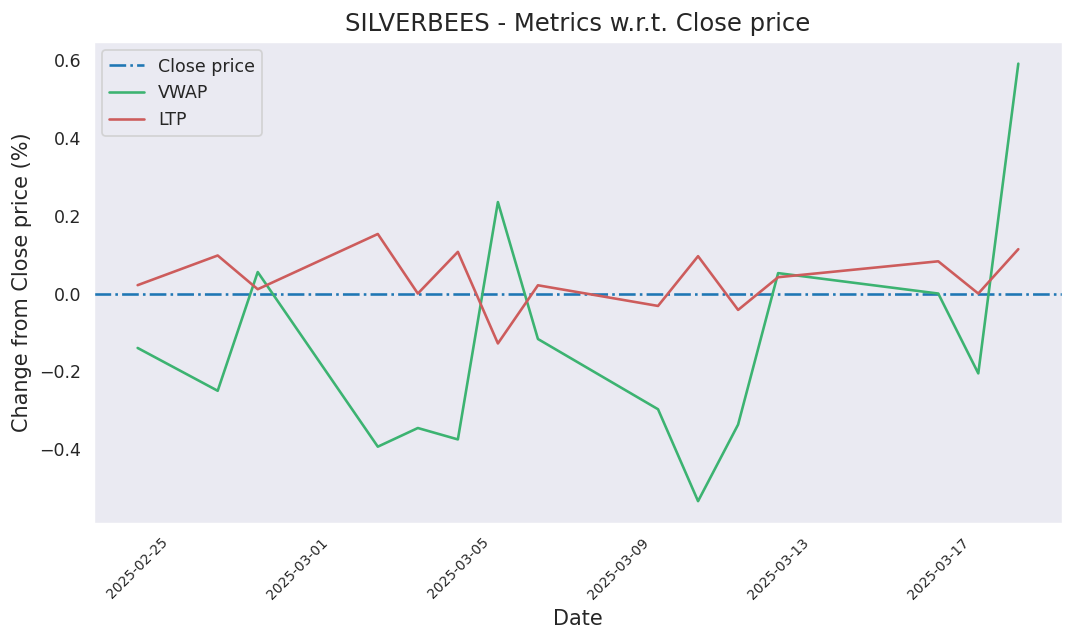 SILVERBEES - Metrics w.r.t. Close price
Close price
VWAP
LTP
Change from Close price (%)
0.6
0.4
0.2
0.0
−0.2
−0.4
2025-02-25
2025-03-01
2025-03-05
2025-03-09
2025-03-13
2025-03-17
Date